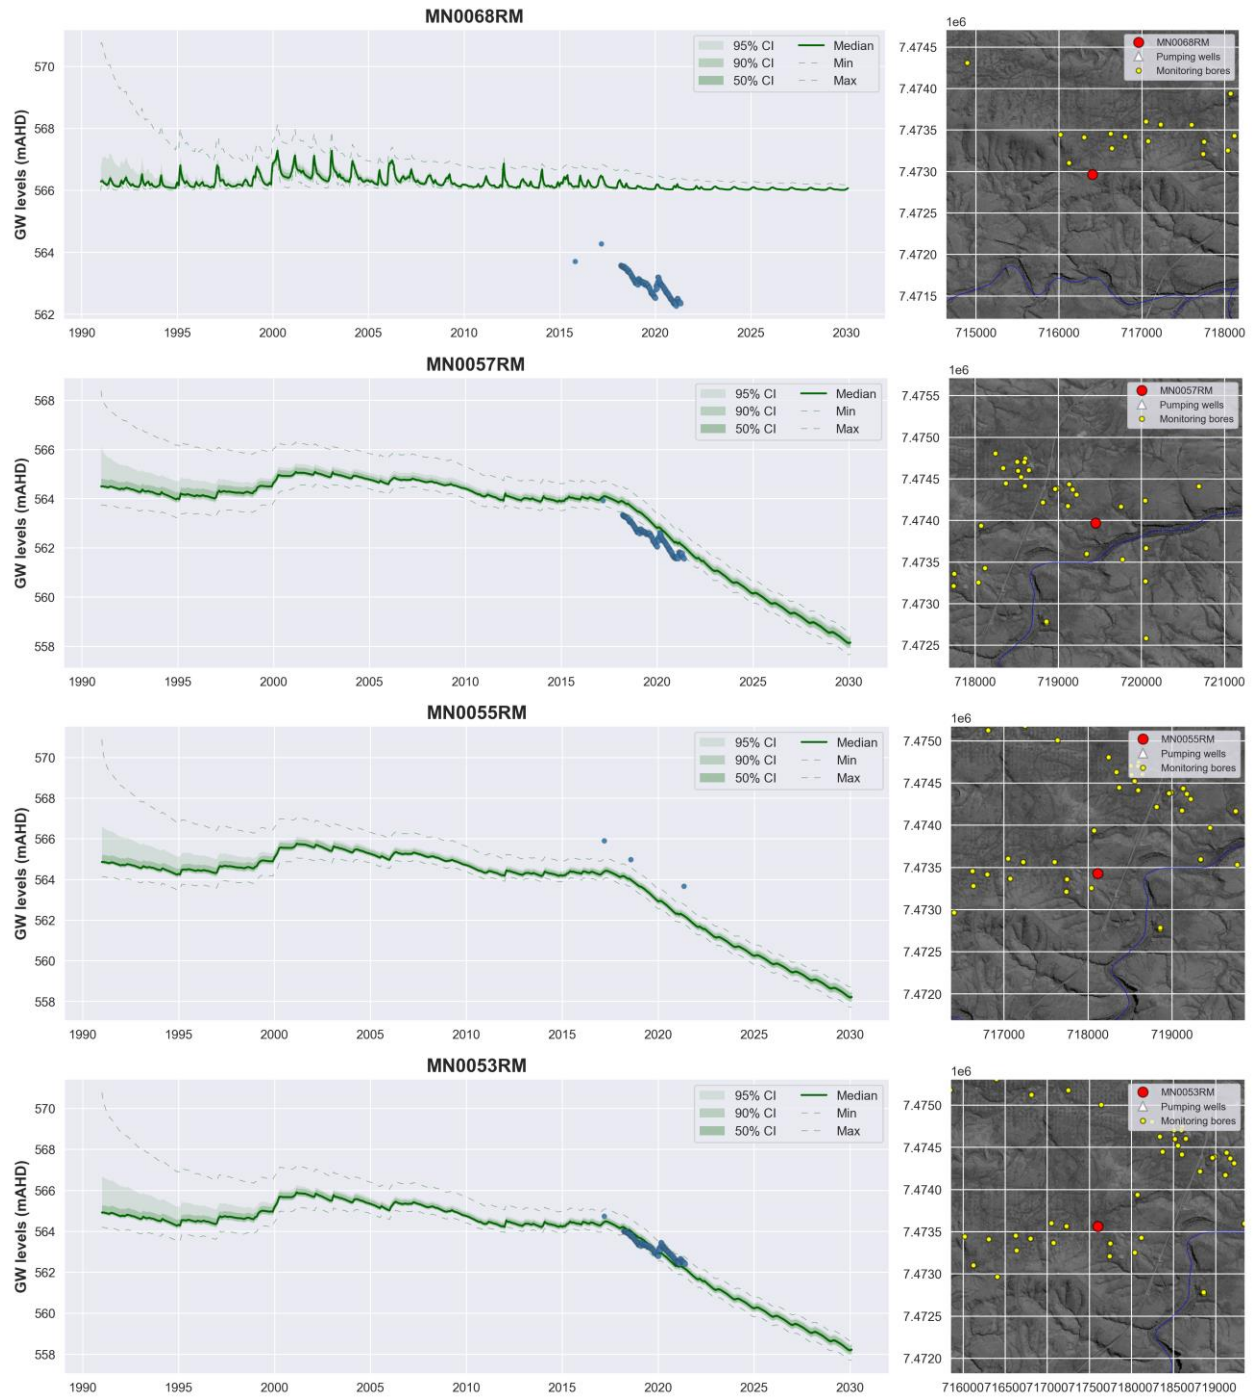 MN0068RM
570
568
566
564
562
GW levels (mAHD)
95% CI
90% CI
50% CI
Median
Min
Max
1990 1995 2000 2005 2010 2015 2020 2025 2030
1e6
7.4745
7.4740
7.4735
7.4730
7.4725
7.4720
7.4715
MN0068RM
Pumping wells
Monitoring bores
715000 716000 717000 718000
MN0057RM
568
566
564
562
560
558
GW levels (mAHD)
95% CI
90% CI
50% CI
Median
Min
Max
1990 1995 2000 2005 2010 2015 2020 2025 2030
1e6
7.4755
7.4750
7.4745
7.4740
7.4735
7.4730
7.4725
MN0057RM
Pumping wells
Monitoring bores
718000 719000 720000 721000
MN0055RM
570
568
566
564
562
560
558
GW levels (mAHD)
95% CI
90% CI
50% CI
Median
Min
Max
1990 1995 2000 2005 2010 2015 2020 2025 2030
1e6
7.4750
7.4745
7.4740
7.4735
7.4730
7.4725
7.4720
MN0055RM
Pumping wells
Monitoring bores
717000 718000 719000
MN0053RM
570
568
566
564
562
560
558
GW levels (mAHD)
95% CI
90% CI
50% CI
Median
Min
Max
1990 1995 2000 2005 2010 2015 2020 2025 2030
1e6
7.4750
7.4745
7.4740
7.4735
7.4730
7.4725
7.4720
MN0053RM
Pumping wells
Monitoring bores
716000 716500 717000 717500 718000 718500 719000